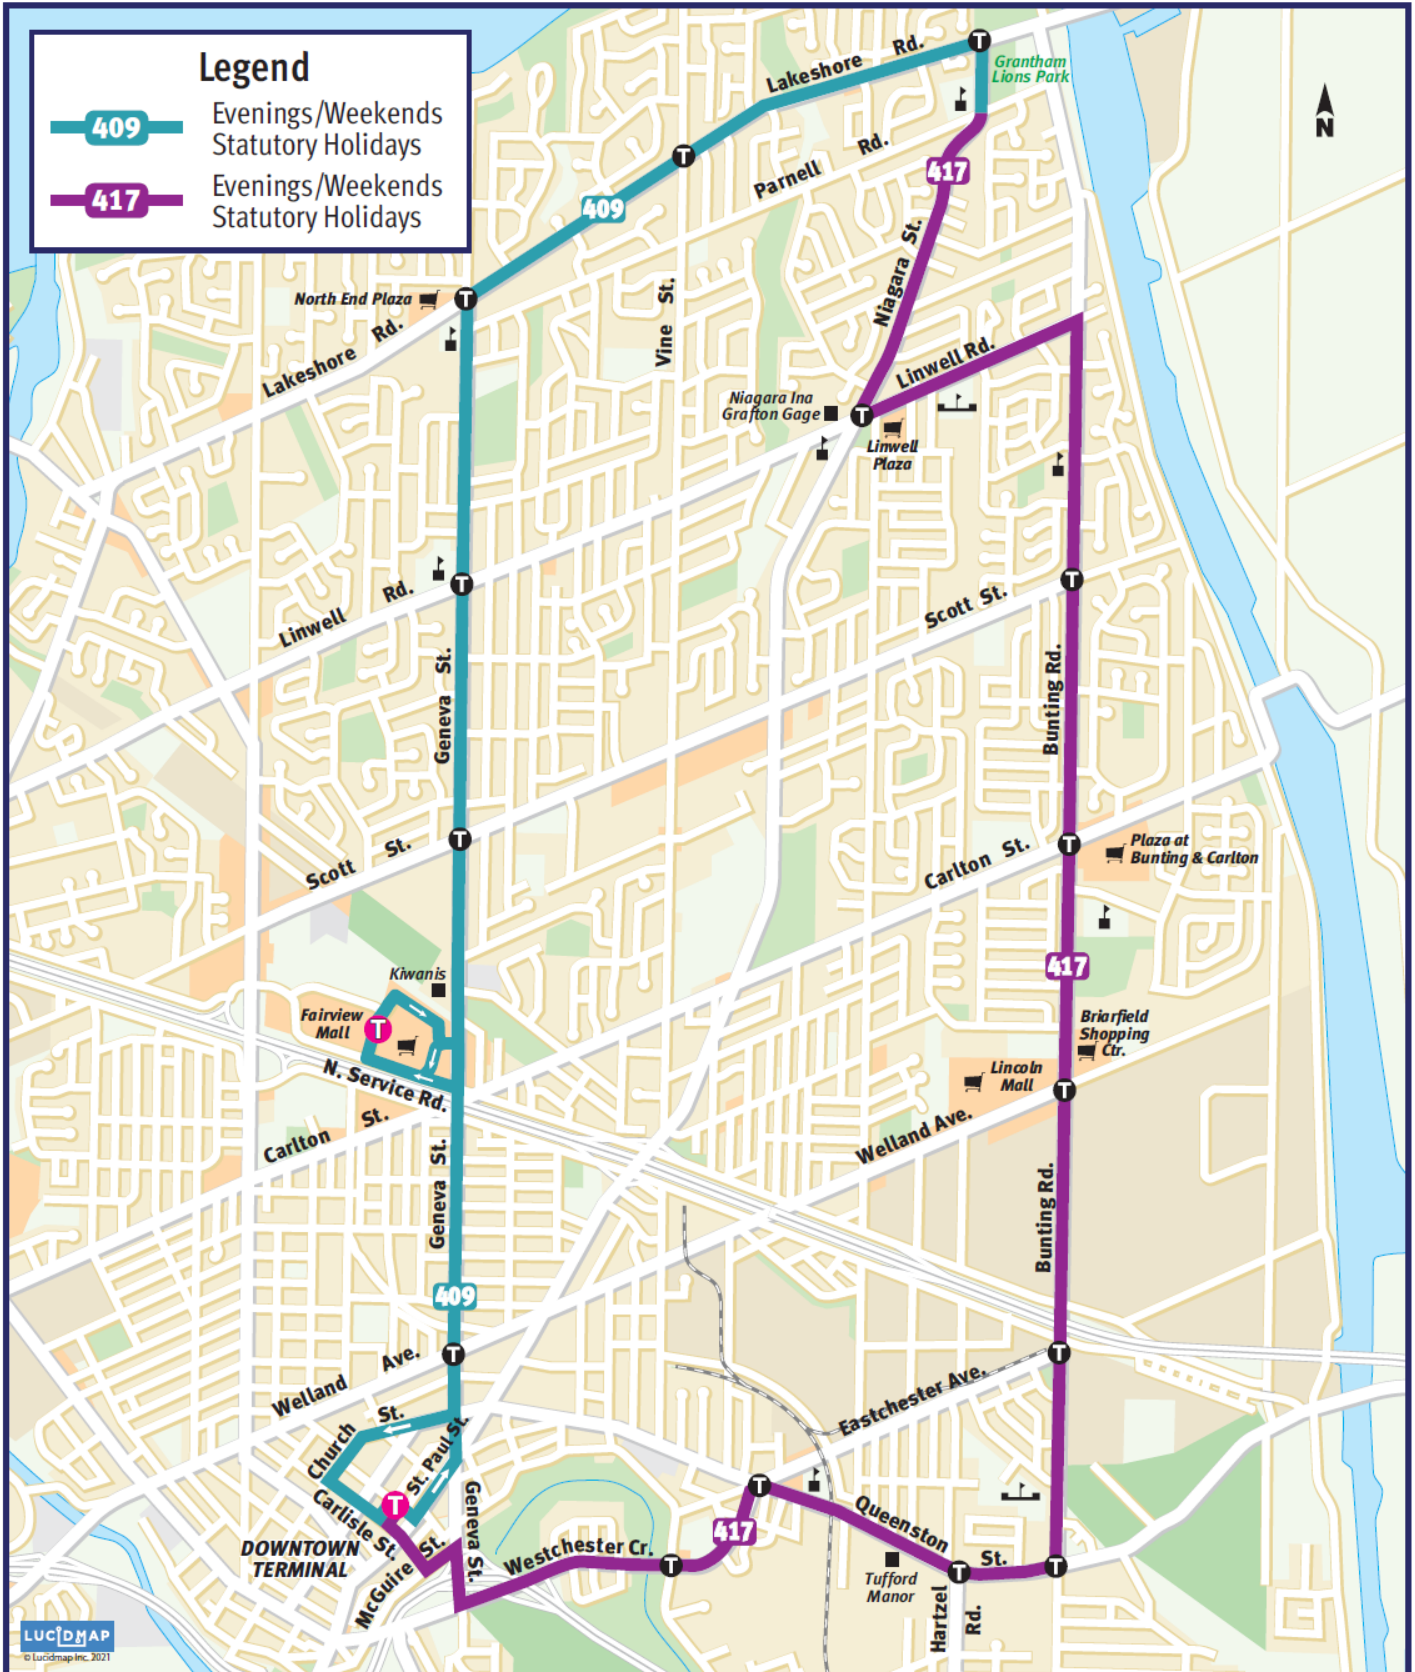 Legend
409
Evenings/Weekends
Statutory Holidays
417
Evenings/Weekends
Statutory Holidays
Lakeshore Rd.
T
Grantham
Lions Park
N
T
Parnell Rd.
417
409
Niagara St.
North End Plaza
T
Vine St.
Lakeshore Rd.
Linwell Rd.
Niagara Ina
Grafton Gage
T
Linwell
Plaza
T
Linwell Rd.
T
Scott St.
Geneva St.
Bunting Rd.
T
Scott St.
T
Carlton St.
Plaza at
Bunting & Carlton
417
Kiwanis
Fairview
Mall
T
Briarfield
Shopping
Ctr.
N. Service Rd.
Lincoln
Mall
T
Carlton St.
Welland Ave.
Geneva St.
Bunting Rd.
409
T
Welland Ave.
T
Eastchester Ave.
Church St.
St. Paul St.
T
Carlisle St.
T
Queenston St.
Geneva St.
417
DOWNTOWN
TERMINAL
McGuire St.
Westchester Cr.
T
Tufford
Manor
T
T
Hartzel Rd.
LUCIDMAP
© Lucidmap Inc. 2021